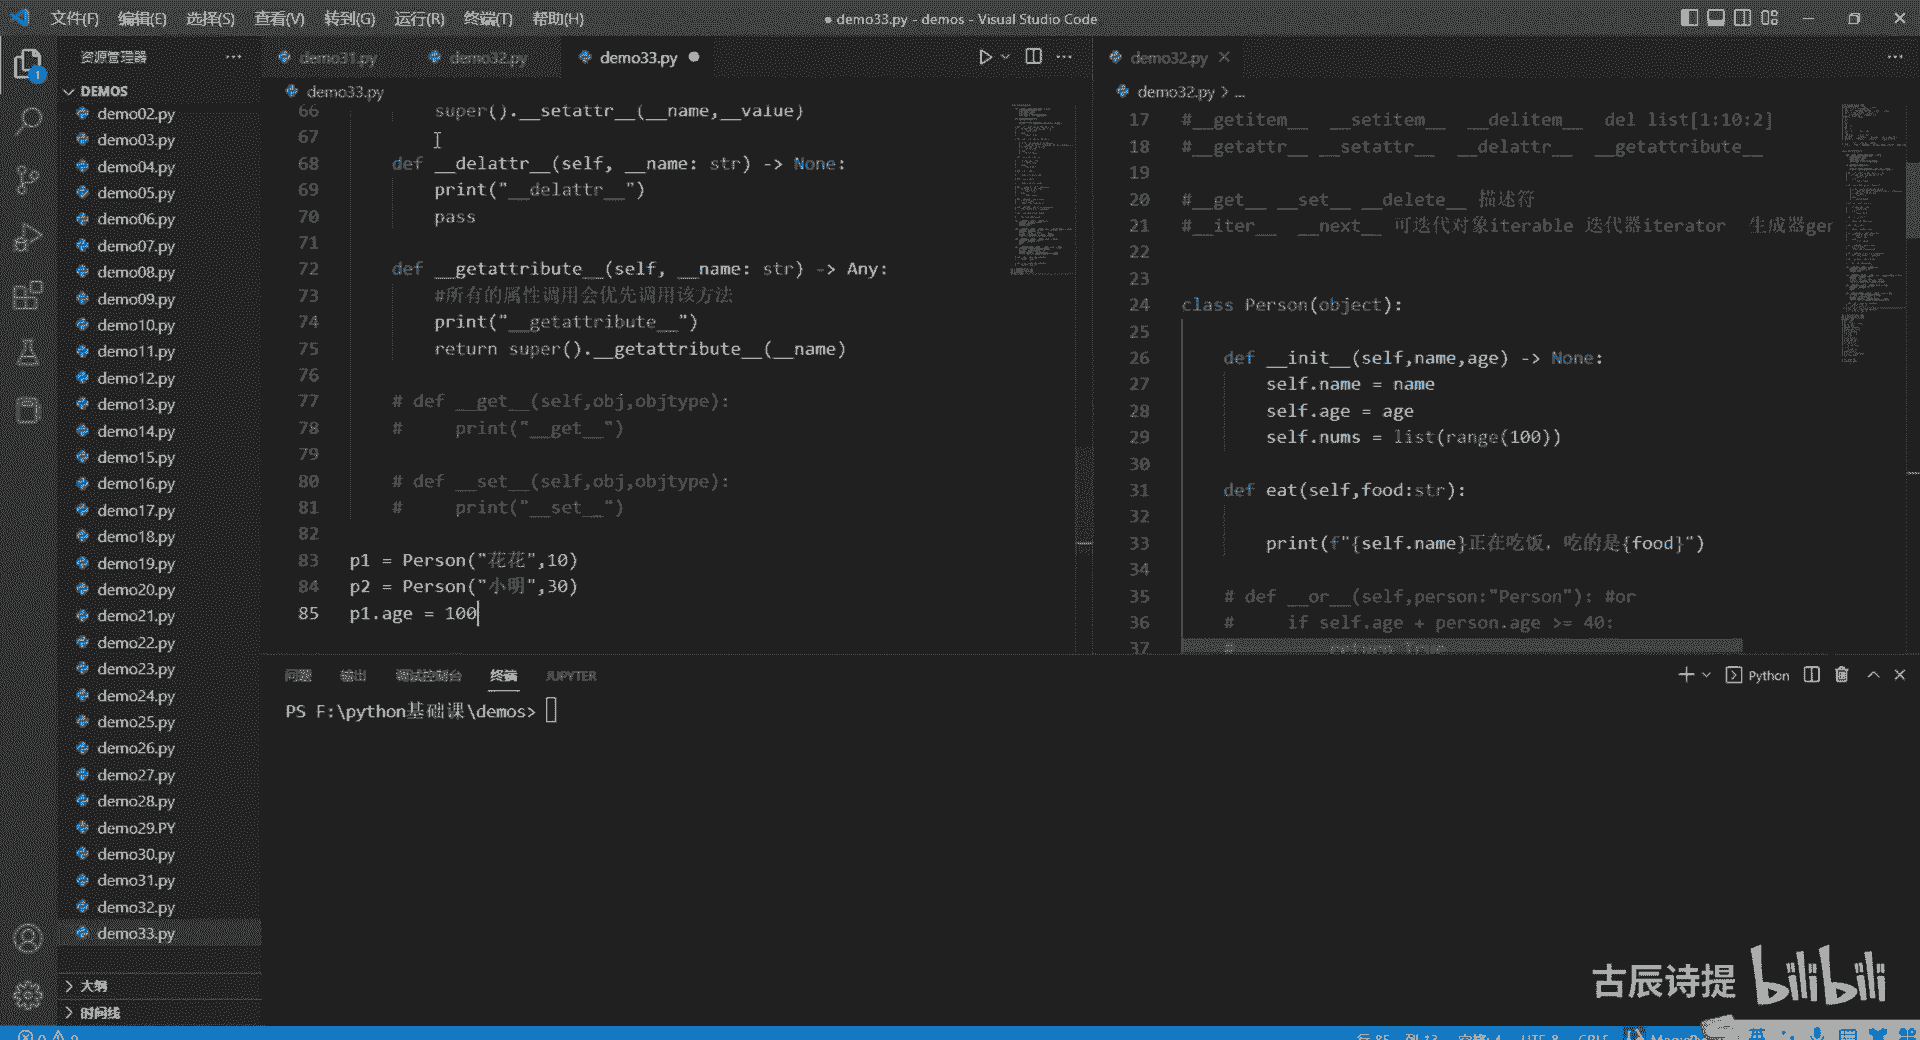 文件(F) 编辑(E) 选择(S) 查看(V) 转到(G) 运行(R) 终端(T) 帮助(H)
● demo33.py - demos - Visual Studio Code
资源管理器
DEMOS
demo02.py
demo03.py
demo04.py
demo05.py
demo06.py
demo07.py
demo08.py
demo09.py
demo10.py
demo11.py
demo12.py
demo13.py
demo14.py
demo15.py
demo16.py
demo17.py
demo18.py
demo19.py
demo20.py
demo21.py
demo22.py
demo23.py
demo24.py
demo25.py
demo26.py
demo27.py
demo28.py
demo29.PY
demo30.py
demo31.py
demo32.py
demo33.py
大纲
时间线
1
demo31.py demo32.py demo33.py ●
demo33.py
66 super().__setattr__(__name,__value)
67
68 def __delattr__(self, __name: str) -> None:
69 print("__delattr__")
70 pass
71
72 def __getattribute__(self, __name: str) -> Any:
73 #所有的属性调用会优先调用该方法
74 print("__getattribute__")
75 return super().__getattribute__(__name)
76
77 # def __get__(self,obj,objtype):
78 # print("__get__")
79
80 # def __set__(self,obj,objtype):
81 # print("__set__")
82
83 p1 = Person("花花",10)
84 p2 = Person("小明",30)
85 p1.age = 100
demo32.py
demo32.py > ...
17 #__getitem__ __setitem__ __delitem__ del list[1:10:2]
18 #__getattr__ __setattr__ __delattr__ __getattribute__
19
20 #__get__ __set__ __delete__ 描述符
21 #__iter__ __next__ 可迭代对象iterable 迭代器iterator 生成器ger
22
23
24 class Person(object):
25
26 def __init__(self,name,age) -> None:
27 self.name = name
28 self.age = age
29 self.nums = list(range(100))
30
31 def eat(self,food:str):
32
33 print(f"{self.name}正在吃饭，吃的是{food}")
34
35 # def __or__(self,person:"Person"): #or
36 # if self.age + person.age >= 40:
37 # return True
问题 输出 调试控制台 终端 JUPYTER
Python
PS F:\python基础课\demos>
古辰诗提 bilibili
行 85, 列 13 空格: 4 UTF-8 CRLF
英